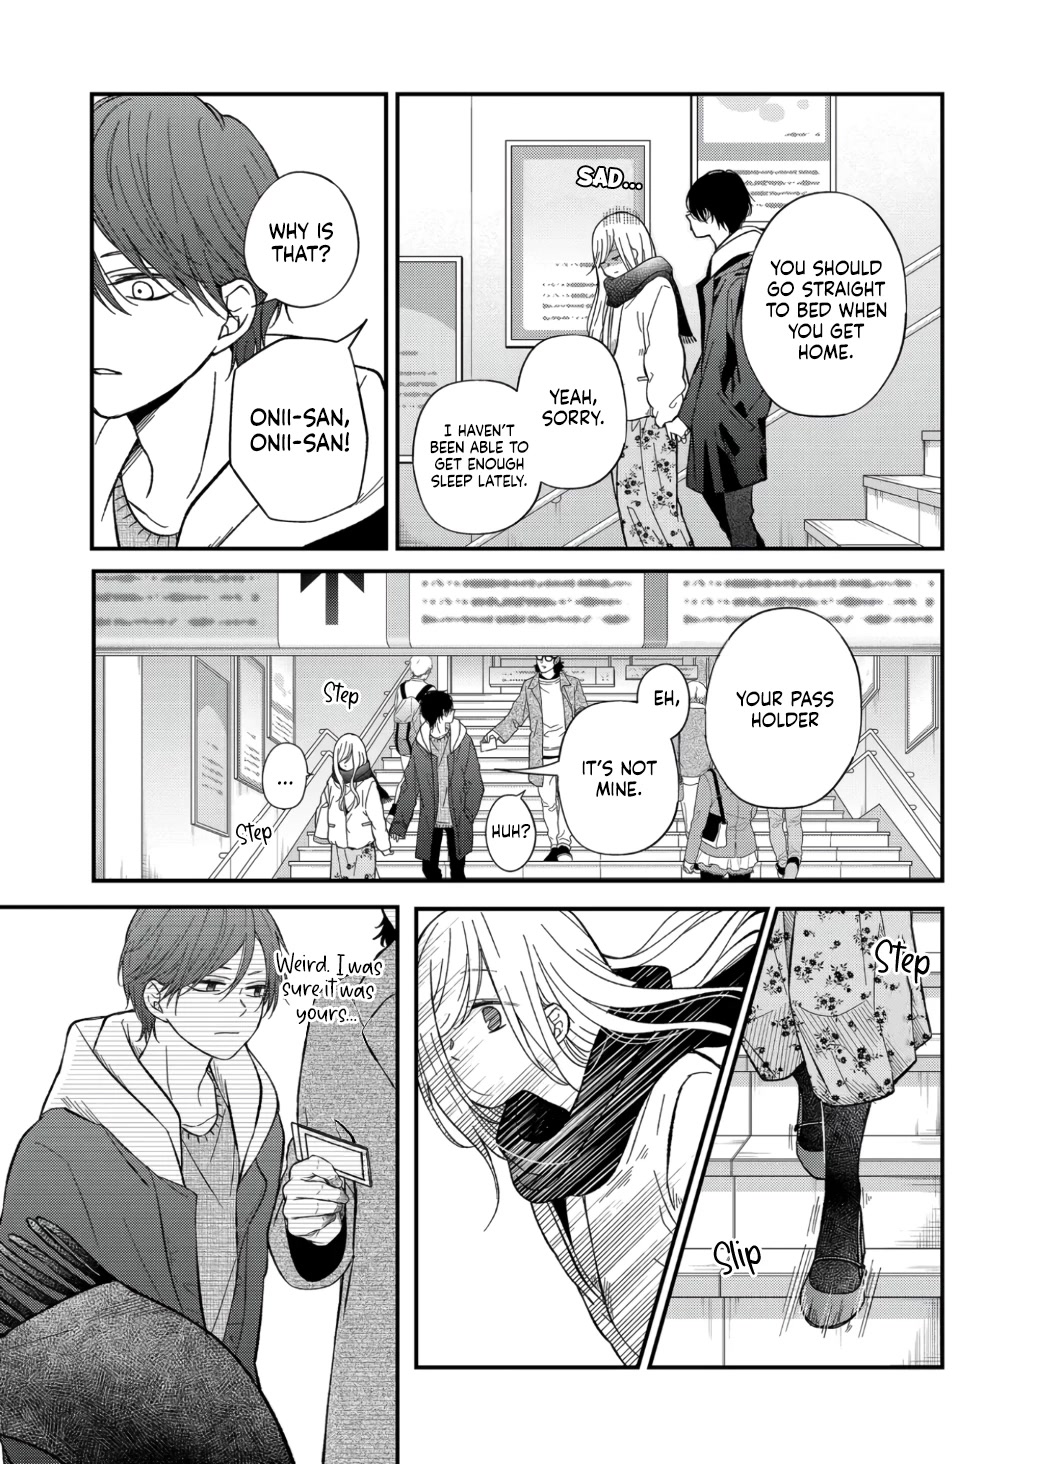 SAD...
YOU SHOULD
GO STRAIGHT
TO BED WHEN
YOU GET
HOME.
YEAH,
SORRY.
I HAVEN'T
BEEN ABLE TO
GET ENOUGH
SLEEP LATELY.
WHY IS
THAT?
ONII-SAN,
ONII-SAN!
YOUR PASS
HOLDER
EH,
IT'S NOT
MINE.
HUH?
Step
...
Step
Step
Slip
Weird. I was
sure it was
yours...